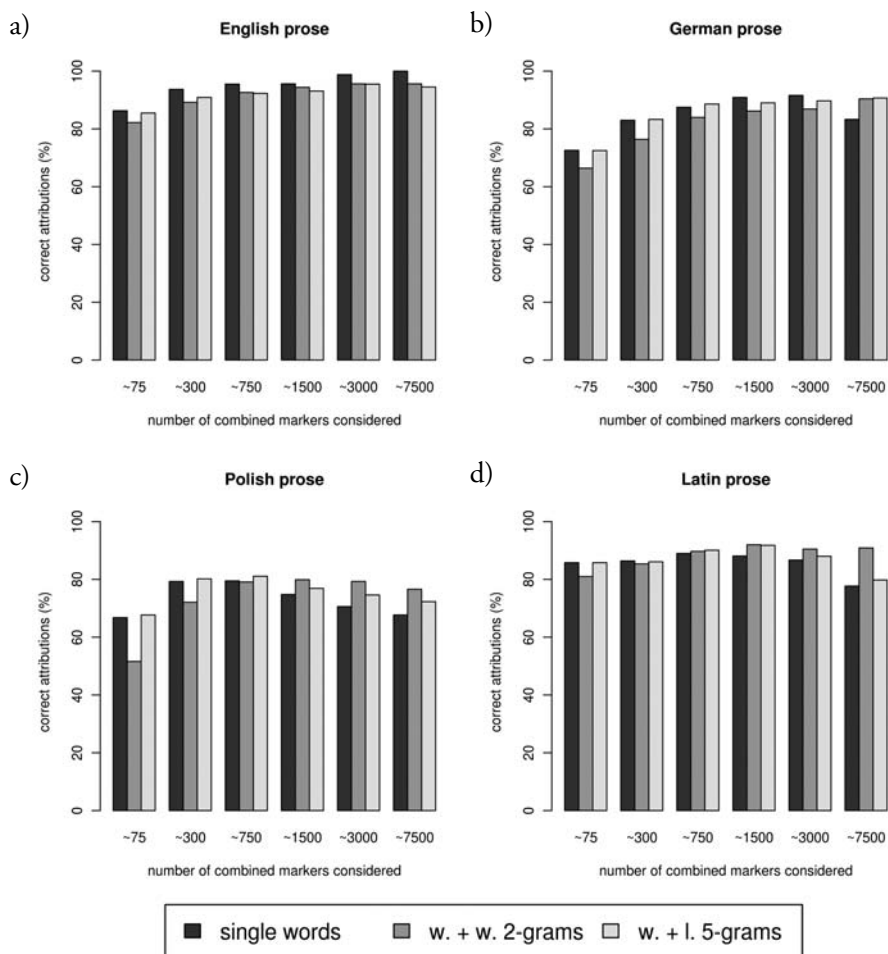 a)
English prose
correct attributions (%)
0 20 40 60 80 100
~75 ~300 ~750 ~1500 ~3000 ~7500
number of combined markers considered
b)
German prose
correct attributions (%)
0 20 40 60 80 100
~75 ~300 ~750 ~1500 ~3000 ~7500
number of combined markers considered
c)
Polish prose
correct attributions (%)
0 20 40 60 80 100
~75 ~300 ~750 ~1500 ~3000 ~7500
number of combined markers considered
d)
Latin prose
correct attributions (%)
0 20 40 60 80 100
~75 ~300 ~750 ~1500 ~3000 ~7500
number of combined markers considered
single words w. + w. 2-grams w. + l. 5-grams